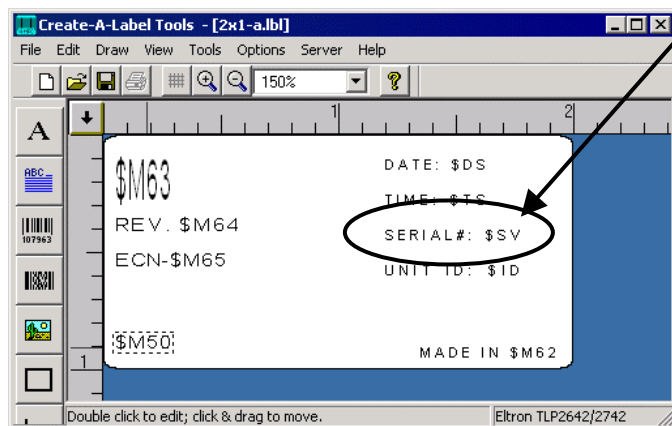 Create-A-Label Tools - [2x1-a.lbl]
File Edit Draw View Tools Options Server Help
150%
1 2
A
ABC
107963
1
$M63
REV. $M64
ECN-$M65
$M50
DATE: $DS
TIME: $TS
SERIAL#: $SV
UNIT ID: $ID
MADE IN $M62
Double click to edit; click & drag to move.
Eltron TLP2642/2742